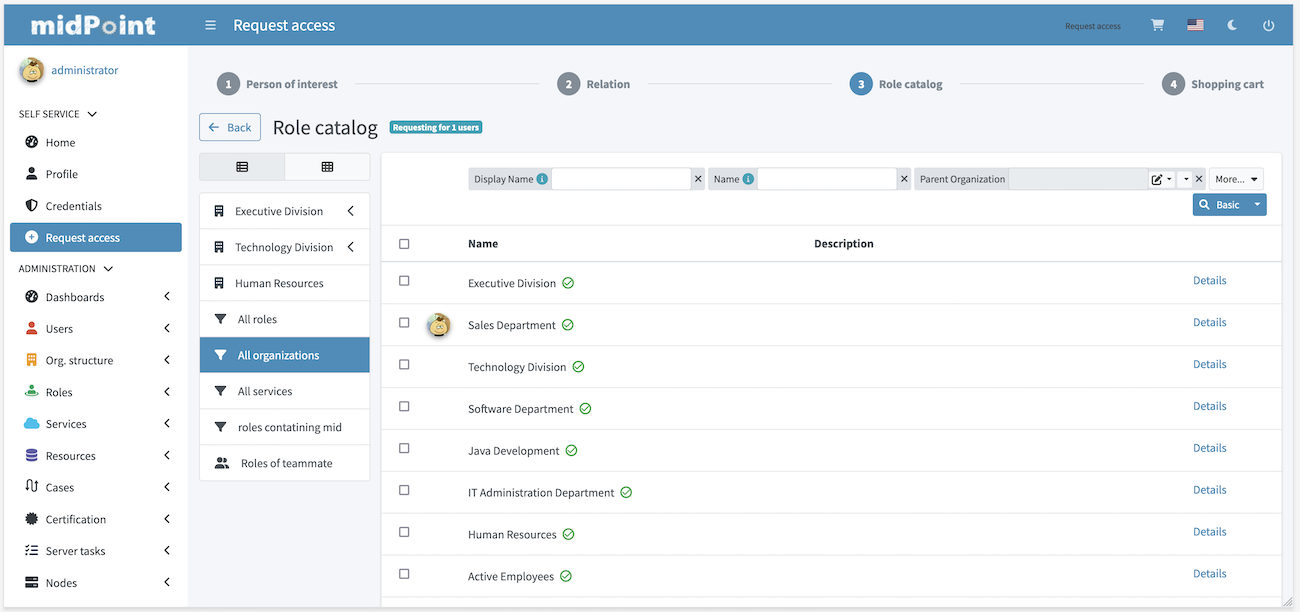 midPoint
Request access
Request access
administrator
SELF SERVICE
Home
Profile
Credentials
Request access
ADMINISTRATION
Dashboards
Users
Org. structure
Roles
Services
Resources
Cases
Certification
Server tasks
Nodes
1 Person of interest
2 Relation
3 Role catalog
4 Shopping cart
Back
Role catalog
Requesting for 1 users
Executive Division
Technology Division
Human Resources
All roles
All organizations
All services
roles contatining mid
Roles of teammate
Display Name
Name
Parent Organization
More...
Basic
Name Description
Executive Division Details
Sales Department Details
Technology Division Details
Software Department Details
Java Development Details
IT Administration Department Details
Human Resources Details
Active Employees Details